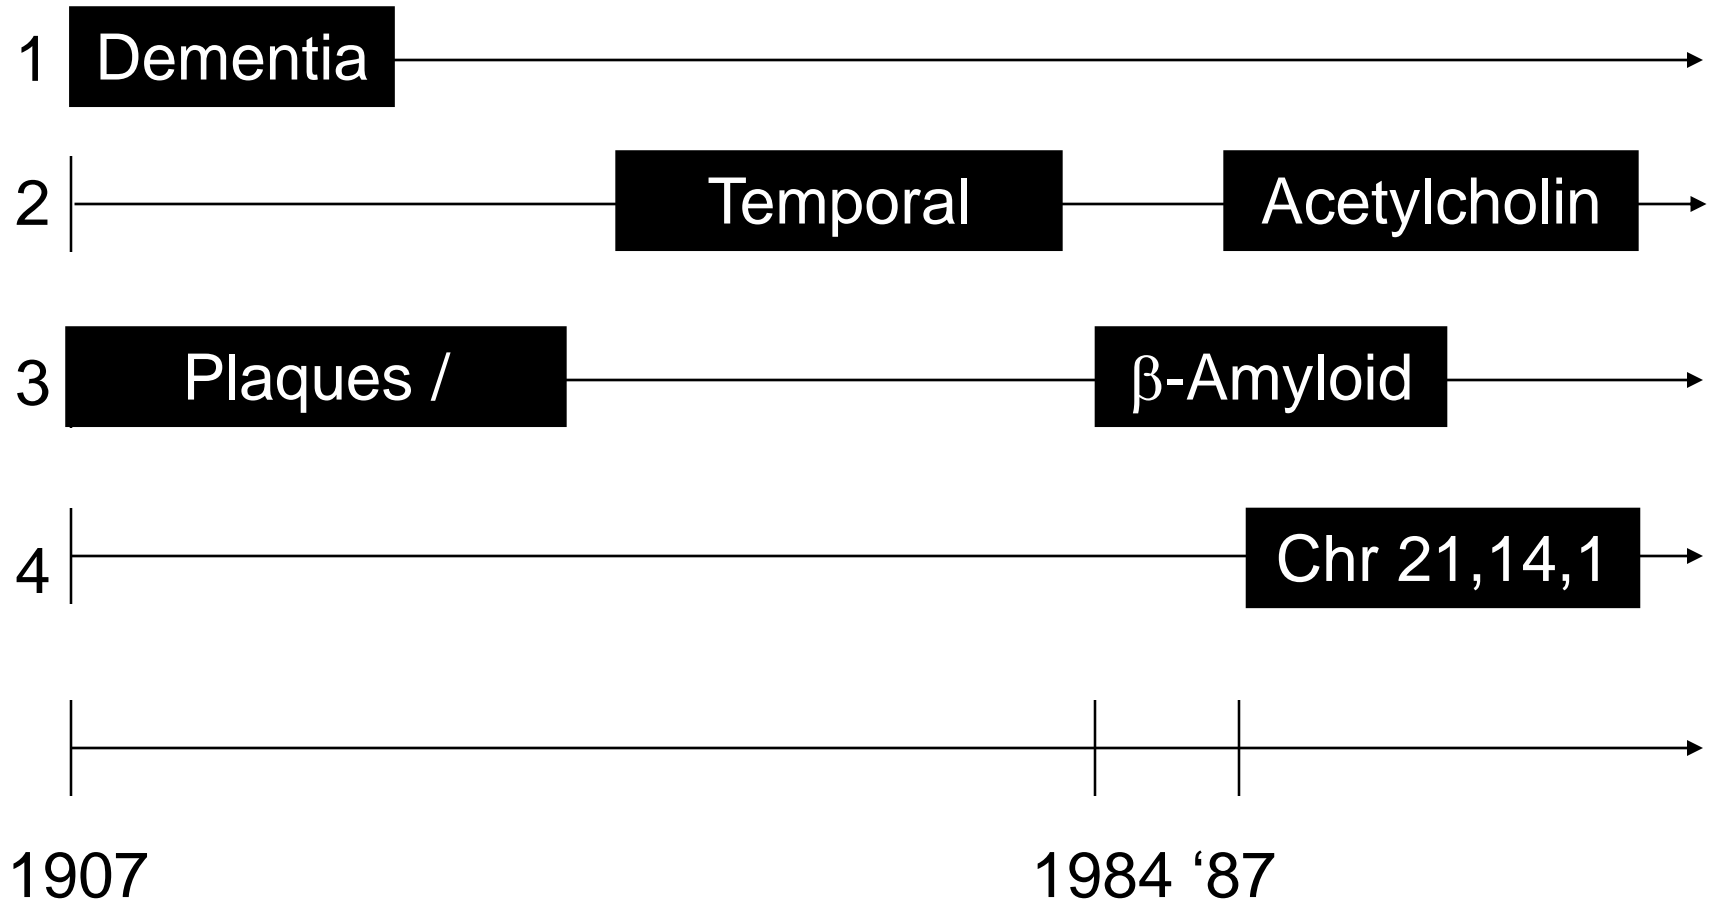 1 Dementia
2 Temporal Acetylcholin
3 Plaques / β-Amyloid
4 Chr 21,14,1
1907 1984 ‘87